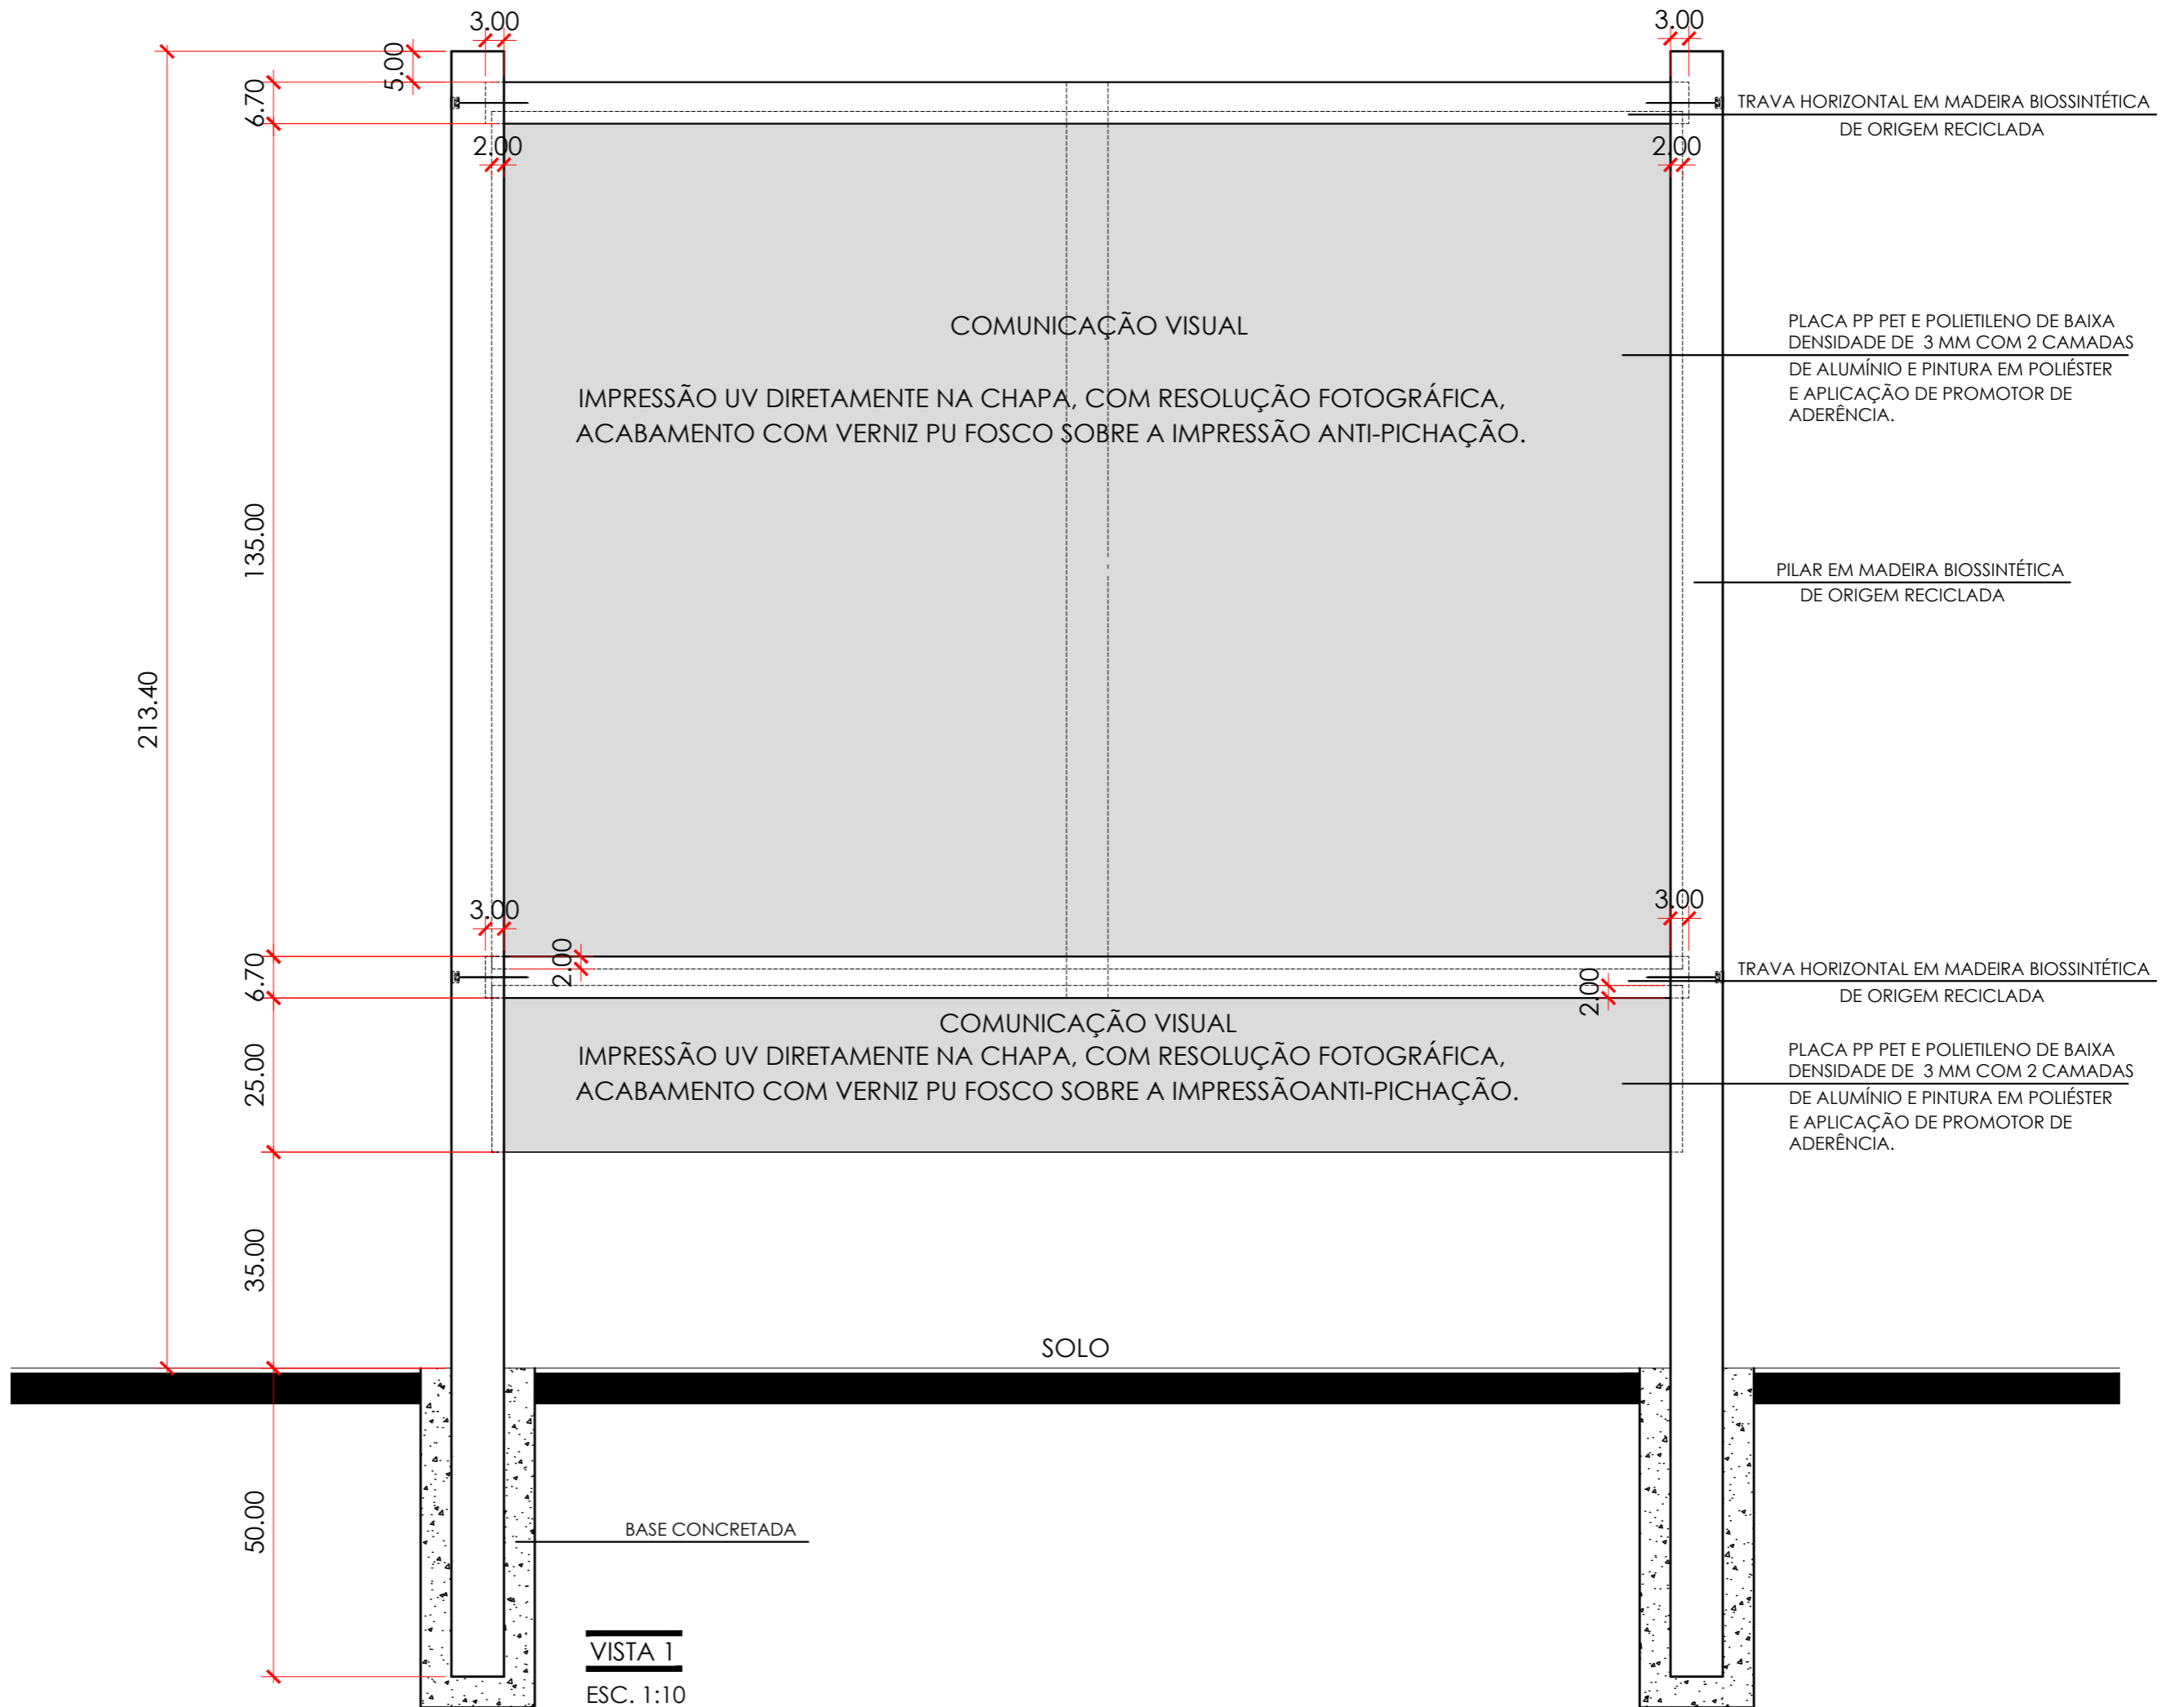 3.00
3.00
5.00
6.70
TRAVA HORIZONTAL EM MADEIRA BIOSSINTÉTICA
DE ORIGEM RECICLADA
2.00
2.00
COMUNICAÇÃO VISUAL
IMPRESSÃO UV DIRETAMENTE NA CHAPA, COM RESOLUÇÃO FOTOGRÁFICA,
ACABAMENTO COM VERNIZ PU FOSCO SOBRE A IMPRESSÃO ANTI-PICHAÇÃO.
PLACA PP PET E POLIETILENO DE BAIXA
DENSIDADE DE 3 MM COM 2 CAMADAS
DE ALUMÍNIO E PINTURA EM POLIÉSTER
E APLICAÇÃO DE PROMOTOR DE
ADERÊNCIA.
135.00
PILAR EM MADEIRA BIOSSINTÉTICA
DE ORIGEM RECICLADA
213.40
3.00
3.00
6.70
2.00
2.00
TRAVA HORIZONTAL EM MADEIRA BIOSSINTÉTICA
DE ORIGEM RECICLADA
COMUNICAÇÃO VISUAL
IMPRESSÃO UV DIRETAMENTE NA CHAPA, COM RESOLUÇÃO FOTOGRÁFICA,
ACABAMENTO COM VERNIZ PU FOSCO SOBRE A IMPRESSÃOANTI-PICHAÇÃO.
25.00
PLACA PP PET E POLIETILENO DE BAIXA
DENSIDADE DE 3 MM COM 2 CAMADAS
DE ALUMÍNIO E PINTURA EM POLIÉSTER
E APLICAÇÃO DE PROMOTOR DE
ADERÊNCIA.
35.00
SOLO
50.00
BASE CONCRETADA
VISTA 1
ESC. 1:10